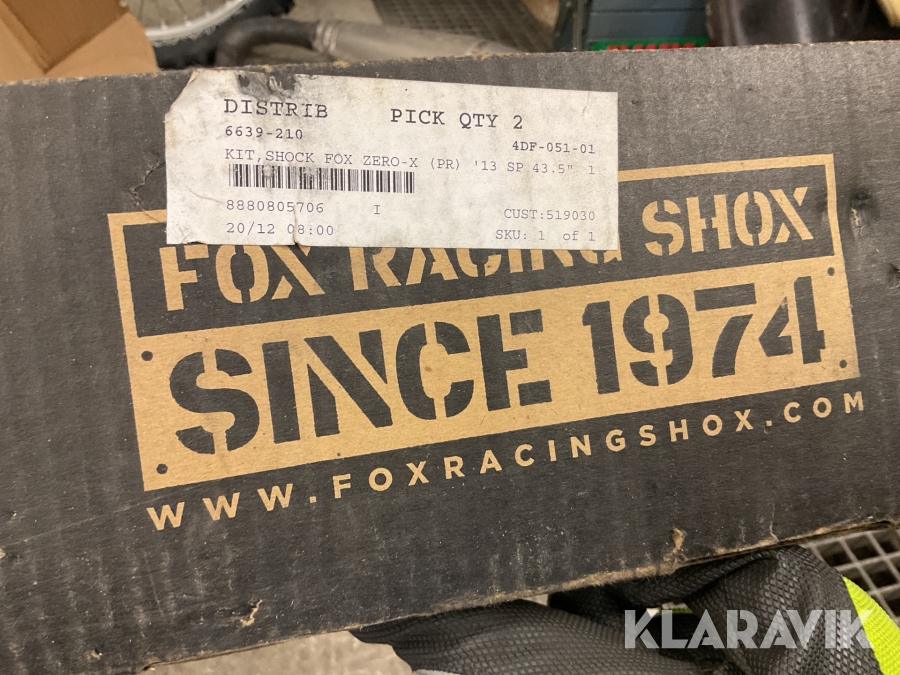 DISTRIB PICK QTY 2
6639-210 4DF-051-01
KIT,SHOCK FOX ZERO-X (PR) '13 SP 43.5" 1
8880805706 I CUST:519030
20/12 08:00 SKU: 1 of 1
FOX RACING SHOX
SINCE 1974
WWW.FOXRACINGSHOX.COM
KLARAVIK